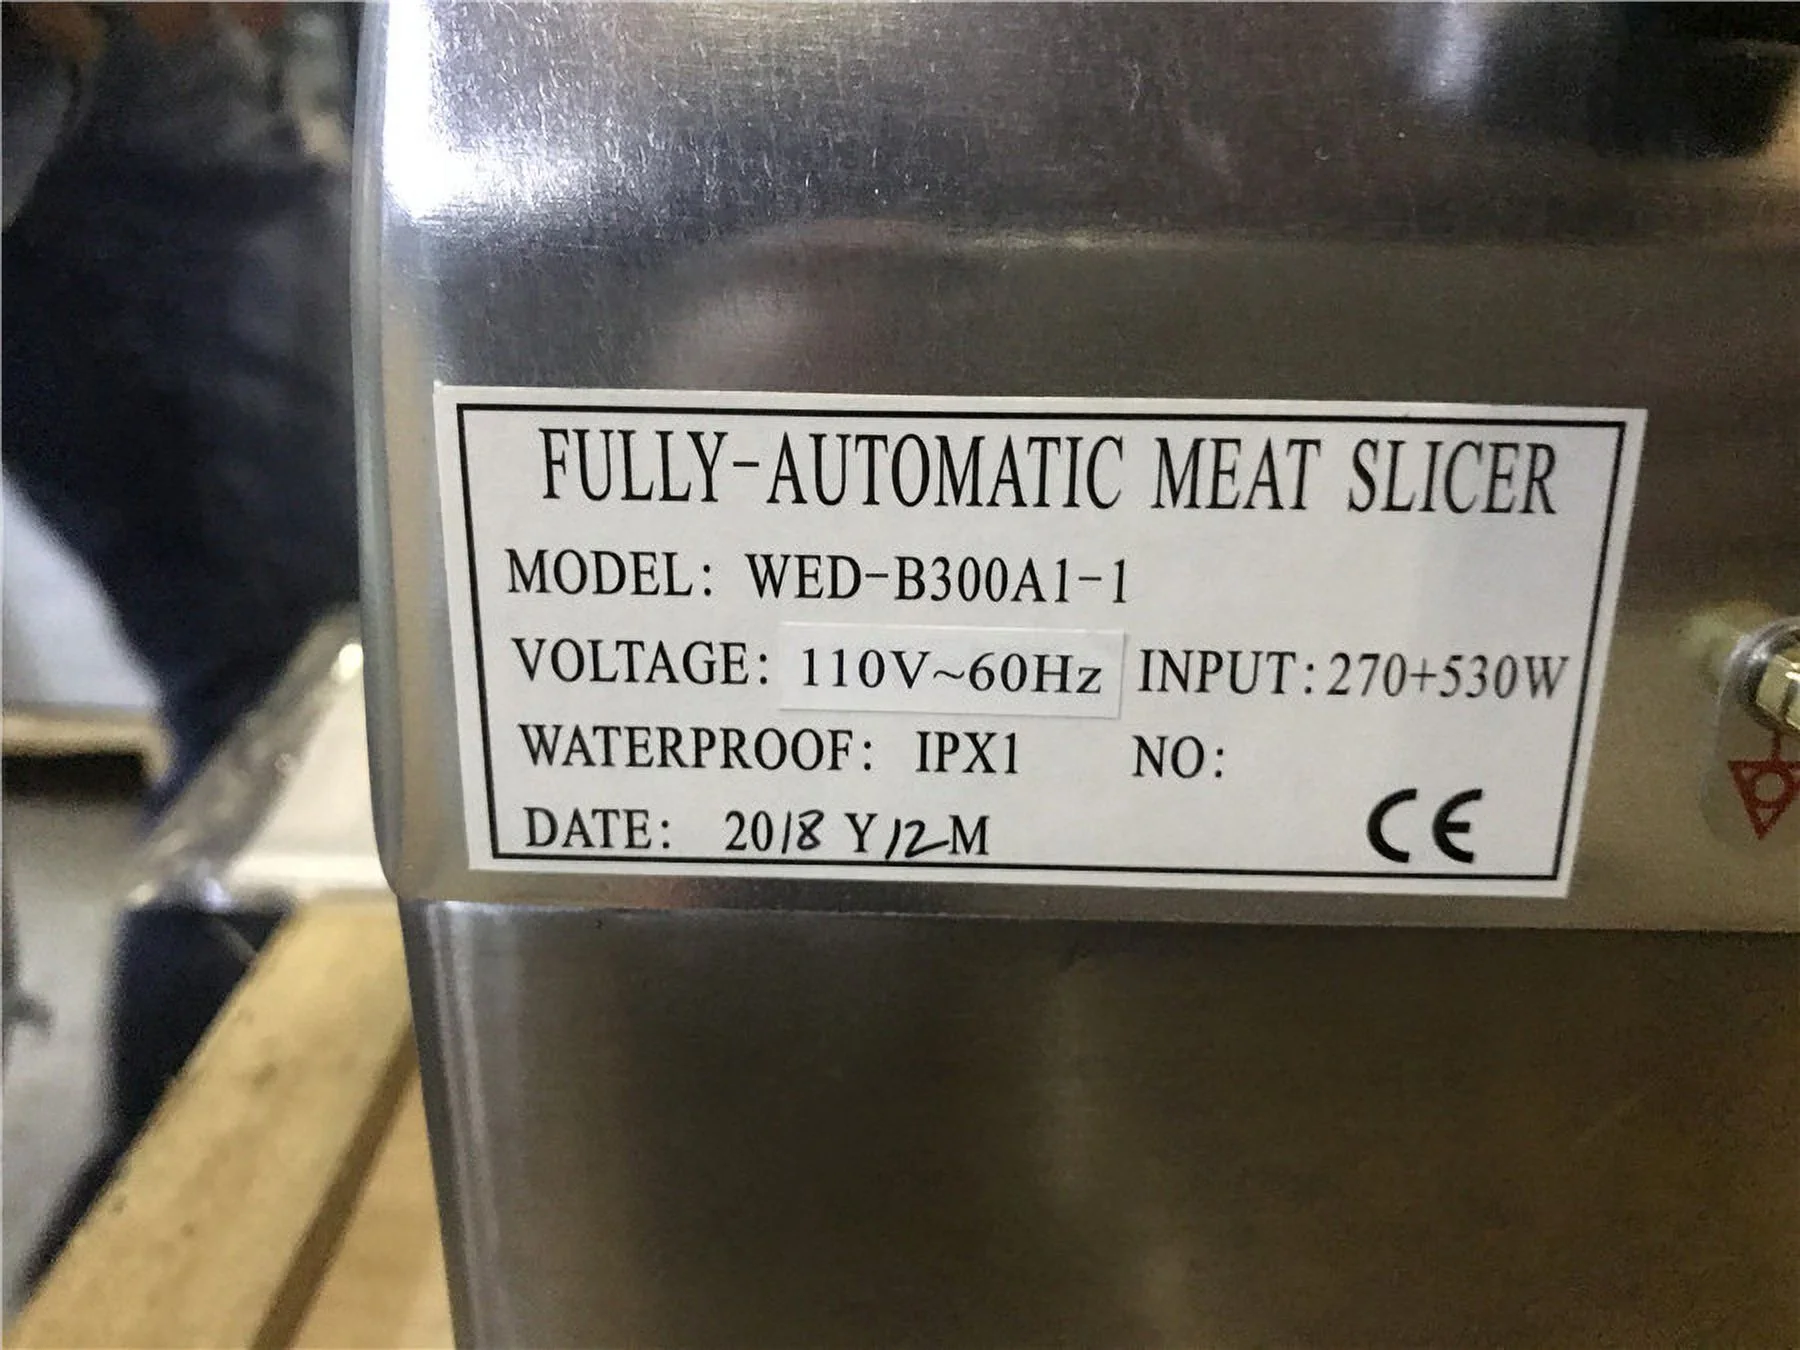 FULLY-AUTOMATIC MEAT SLICER
MODEL: WED-B300A1-1
VOLTAGE: 110V~60Hz INPUT:270+530W
WATERPROOF: IPX1 NO:
DATE: 2018 Y 12 M
CE